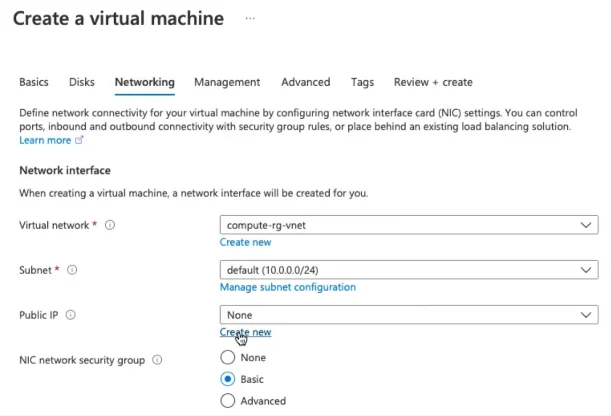 Create a virtual machine ...
Basics Disks Networking Management Advanced Tags Review + create
Define network connectivity for your virtual machine by configuring network interface card (NIC) settings. You can control
ports, inbound and outbound connectivity with security group rules, or place behind an existing load balancing solution.
Learn more
Network interface
When creating a virtual machine, a network interface will be created for you.
Virtual network * compute-rg-vnet
Create new
Subnet * default (10.0.0.0/24)
Manage subnet configuration
Public IP None
Create new
NIC network security group None
Basic
Advanced